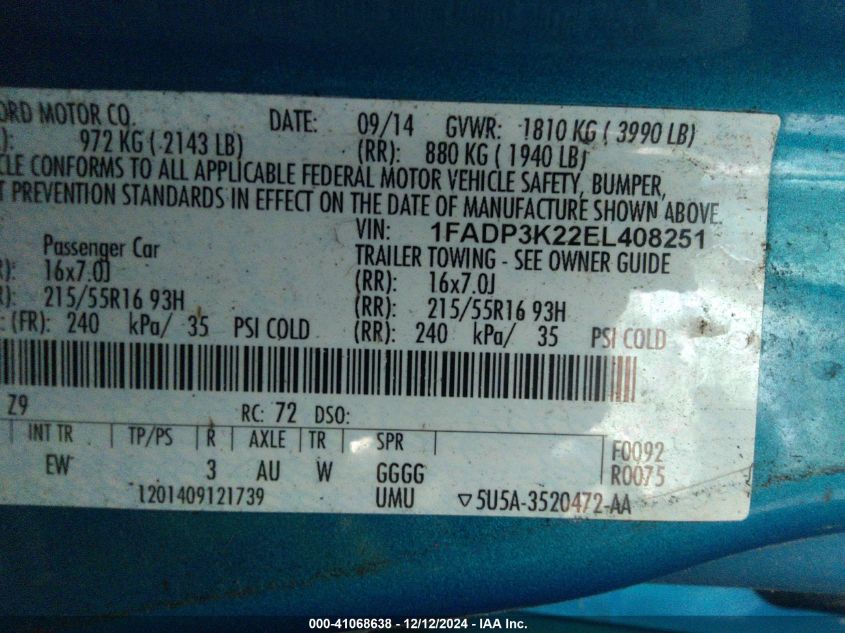 ORD MOTOR CO. DATE: 09/14 GVWR: 1810 KG ( 3990 LB)
): 972 KG ( 2143 LB) (RR): 880 KG ( 1940 LB)
CLE CONFORMS TO ALL APPLICABLE FEDERAL MOTOR VEHICLE SAFETY, BUMPER,
T PREVENTION STANDARDS IN EFFECT ON THE DATE OF MANUFACTURE SHOWN ABOVE.
VIN: 1FADP3K22EL408251
Passenger Car TRAILER TOWING - SEE OWNER GUIDE
R): 16x7.0J (RR): 16x7.0J
R): 215/55R16 93H (RR): 215/55R16 93H
: (FR): 240 kPa/ 35 PSI COLD (RR): 240 kPa/ 35 PSI COLD
Z9 RC: 72 DSO:
INT TR TP/PS R AXLE TR SPR F0092
EW 3 AU W GGGG R0075
1201409121739 UMU ▽5U5A-3520472-AA
000-41068638 - 12/12/2024 - IAA Inc.